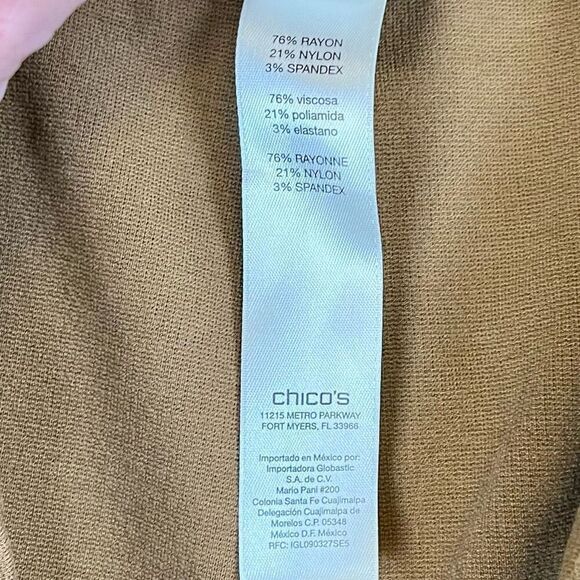 76% RAYON
21% NYLON
3% SPANDEX
76% viscosa
21% poliamida
3% elastano
76% RAYONNE
21% NYLON
3% SPANDEX
chico's
11215 METRO PARKWAY
FORT MYERS, FL 33966
Importado en México por:
Importadora Globastic
S.A. de C.V.
Mario Pani #200
Colonia Santa Fe Cuajimalpa
Delegación Cuajimalpa de
Morelos C.P. 05348
México D.F. México
RFC: IGL090327SE5